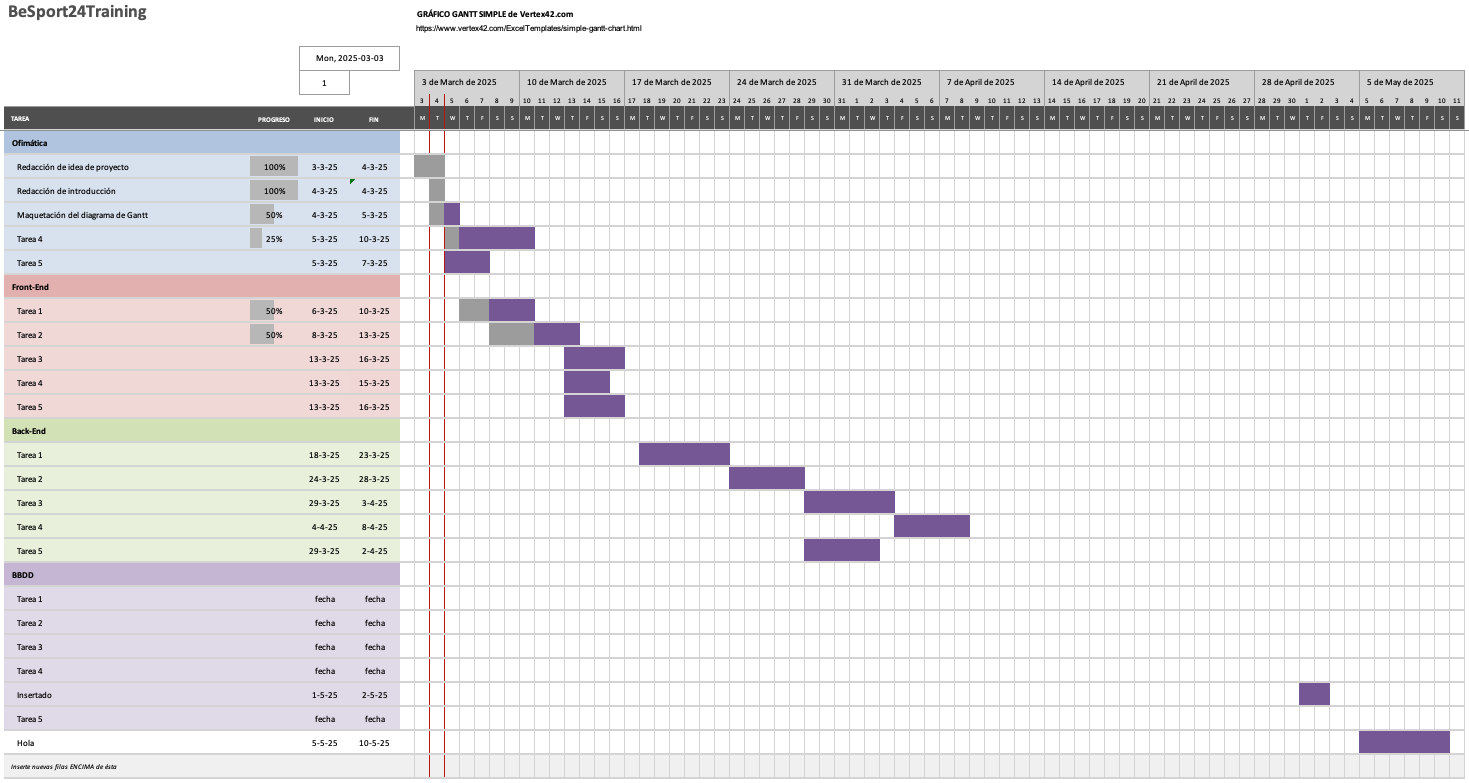 BeSport24Training
GRÁFICO GANTT SIMPLE de Vertex42.com
https://www.vertex42.com/ExcelTemplates/simple-gantt-chart.html
Mon, 2025-03-03
1
3 de March de 2025 10 de March de 2025 17 de March de 2025 24 de March de 2025 31 de March de 2025 7 de April de 2025 14 de April de 2025 21 de April de 2025 28 de April de 2025 5 de May de 2025
3 4 5 6 7 8 9 10 11 12 13 14 15 16 17 18 19 20 21 22 23 24 25 26 27 28 29 30 31 1 2 3 4 5 6 7 8 9 10 11 12 13 14 15 16 17 18 19 20 21 22 23 24 25 26 27 28 29 30 1 2 3 4 5 6 7 8 9 10 11
TAREA PROGRESO INICIO FIN M T W T F S S M T W T F S S M T W T F S S M T W T F S S M T W T F S S M T W T F S S M T W T F S S M T W T F S S M T W T F S S M T W T F S S
Ofimática
Redacción de idea de proyecto 100% 3-3-25 4-3-25
Redacción de introducción 100% 4-3-25 4-3-25
Maquetación del diagrama de Gantt 50% 4-3-25 5-3-25
Tarea 4 25% 5-3-25 10-3-25
Tarea 5 5-3-25 7-3-25
Front-End
Tarea 1 50% 6-3-25 10-3-25
Tarea 2 50% 8-3-25 13-3-25
Tarea 3 13-3-25 16-3-25
Tarea 4 13-3-25 15-3-25
Tarea 5 13-3-25 16-3-25
Back-End
Tarea 1 18-3-25 23-3-25
Tarea 2 24-3-25 28-3-25
Tarea 3 29-3-25 3-4-25
Tarea 4 4-4-25 8-4-25
Tarea 5 29-3-25 2-4-25
BBDD
Tarea 1 fecha fecha
Tarea 2 fecha fecha
Tarea 3 fecha fecha
Tarea 4 fecha fecha
Insertado 1-5-25 2-5-25
Tarea 5 fecha fecha
Hola 5-5-25 10-5-25
Inserte nuevas filas ENCIMA de ésta